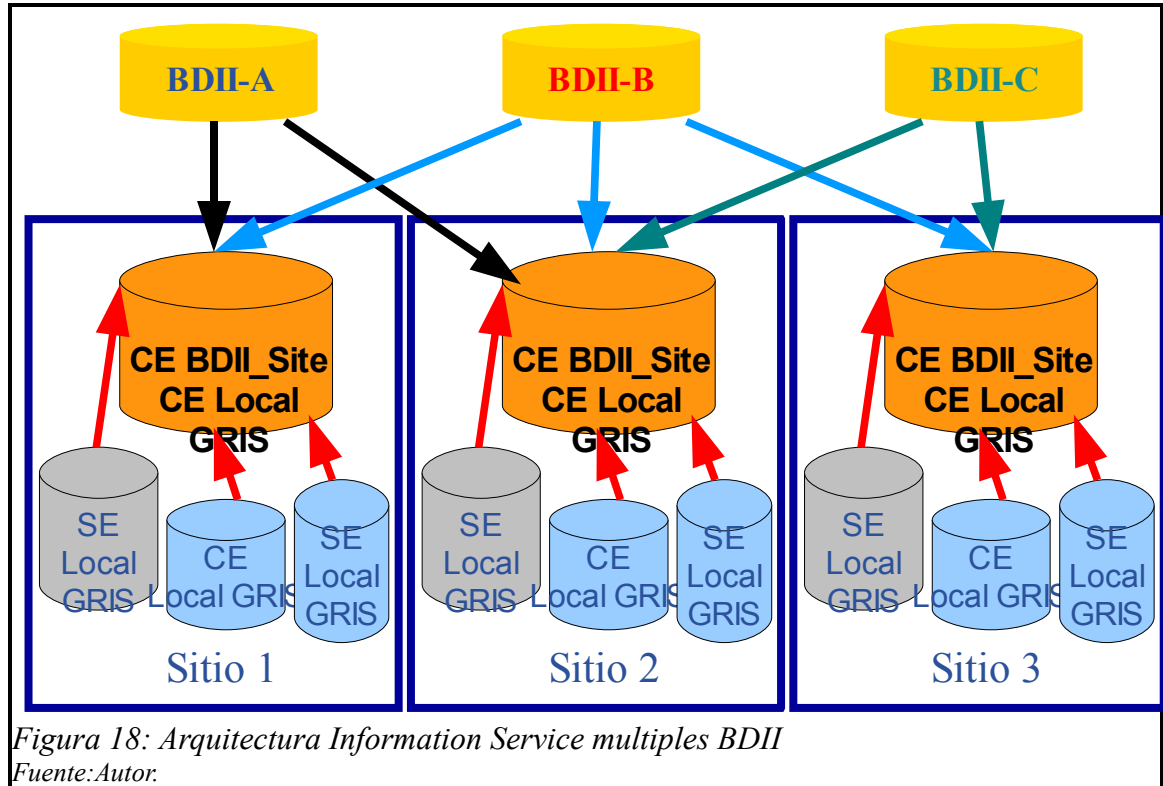 BDII-A
BDII-B
BDII-C
CE BDII_Site
CE Local
GRIS
SE
Local
GRIS
CE
Local GRIS
SE
Local
GRIS
Sitio 1
CE BDII_Site
CE Local
GRIS
SE
Local
GRIS
CE
Local GRIS
SE
Local
GRIS
Sitio 2
CE BDII_Site
CE Local
GRIS
SE
Local
GRIS
CE
Local GRIS
SE
Local
GRIS
Sitio 3
Figura 18: Arquitectura Information Service multiples BDII
Fuente:Autor.